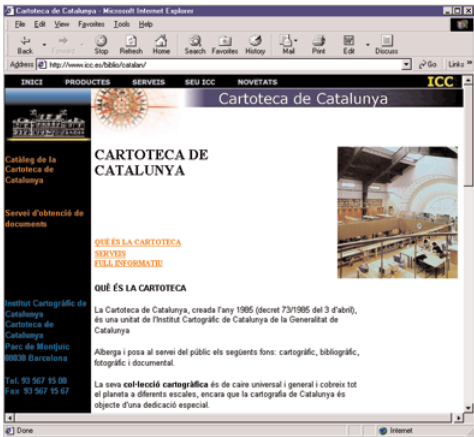 Cartoteca de Catalunya - Microsoft Internet Explorer
File Edit View Favorites Tools Help
Back Forward Stop Refresh Home Search Favorites History Mail Print Edit Discuss
Address http://www.icc.es/biblio/catalan/ Go Links »
INICI PRODUCTES SERVEIS SEU ICC NOVETATS ICC
Cartoteca de Catalunya
Catàleg de la
Cartoteca de
Catalunya
Servei d'obtenció de
documents
Institut Cartogràfic de
Catalunya
Cartoteca de
Catalunya
Parc de Montjuïc
08038 Barcelona
Tel. 93 567 15 00
Fax 93 567 15 67
CARTOTECA DE
CATALUNYA
QUÈ ÉS LA CARTOTECA
SERVEIS
FULL INFORMATIU
QUÈ ÉS LA CARTOTECA
La Cartoteca de Catalunya, creada l'any 1985 (decret 73/1985 del 3 d'abril),
és una unitat de l'Institut Cartogràfic de Catalunya de la Generalitat de
Catalunya
Alberga i posa al servei del públic els següents fons: cartogràfic, bibliogràfic,
fotogràfic i documental.
La seva col·lecció cartogràfica és de caire universal i general i cobreix tot
el planeta a diferents escales, encara que la cartografia de Catalunya és
objecte d'una dedicació especial.
Done Internet